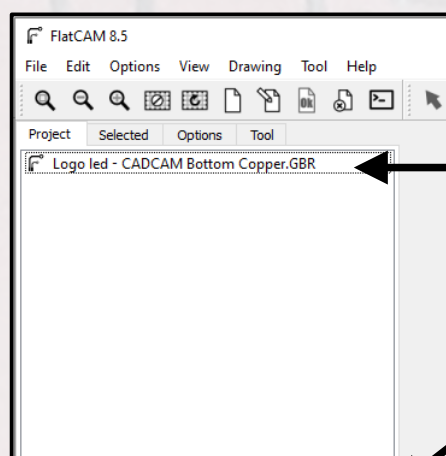 FlatCAM 8.5
File Edit Options View Drawing Tool Help
Ok
Project Selected Options Tool
Logo led - CADCAM Bottom Copper.GBR